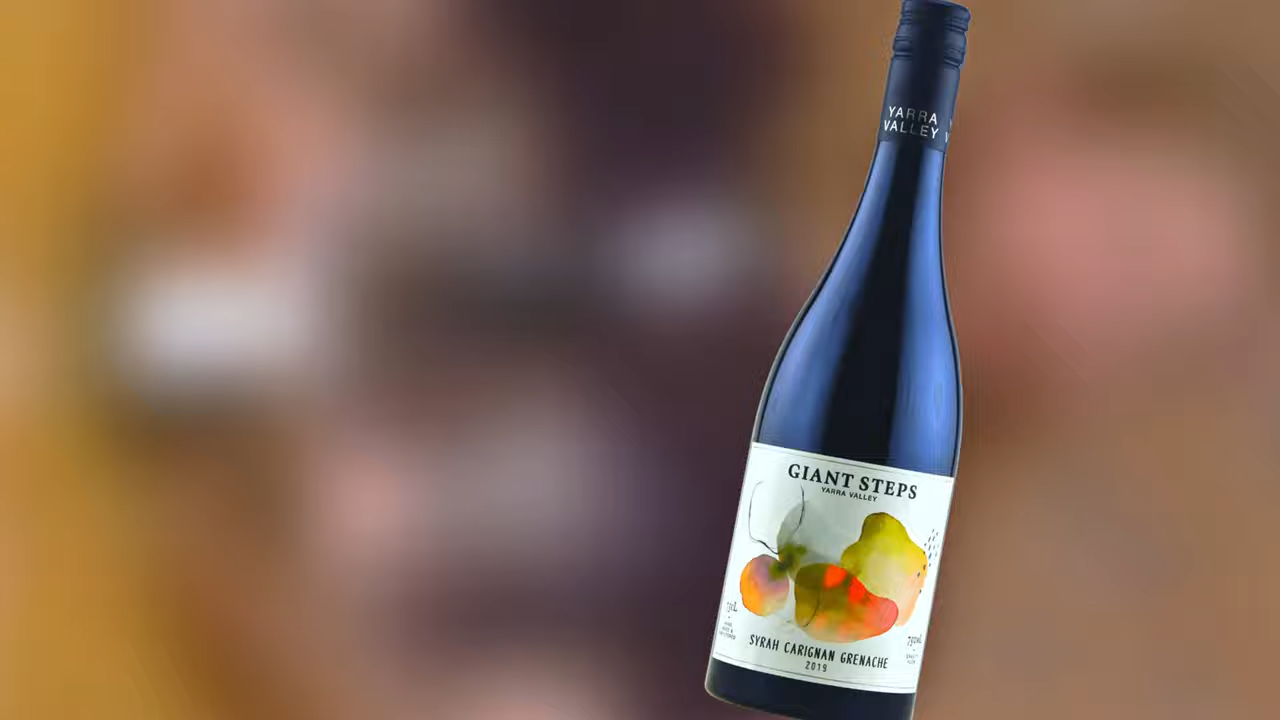 YARRA
VALLEY
GIANT STEPS
YARRA VALLEY
750mL
SYRAH CARIGNAN GRENACHE
2019